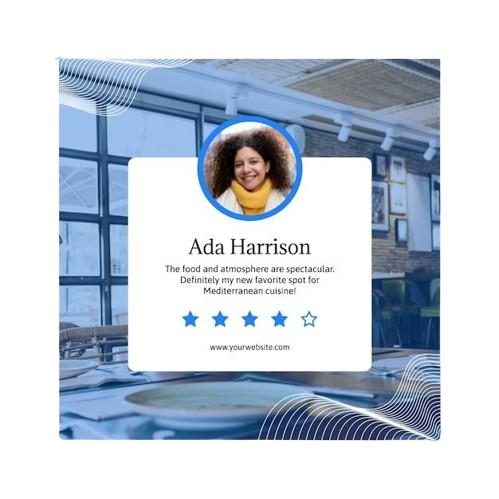 Ada Harrison
The food and atmosphere are spectacular.
Definitely my new favorite spot for
Mediterranean cuisine!
www.yourwebsite.com